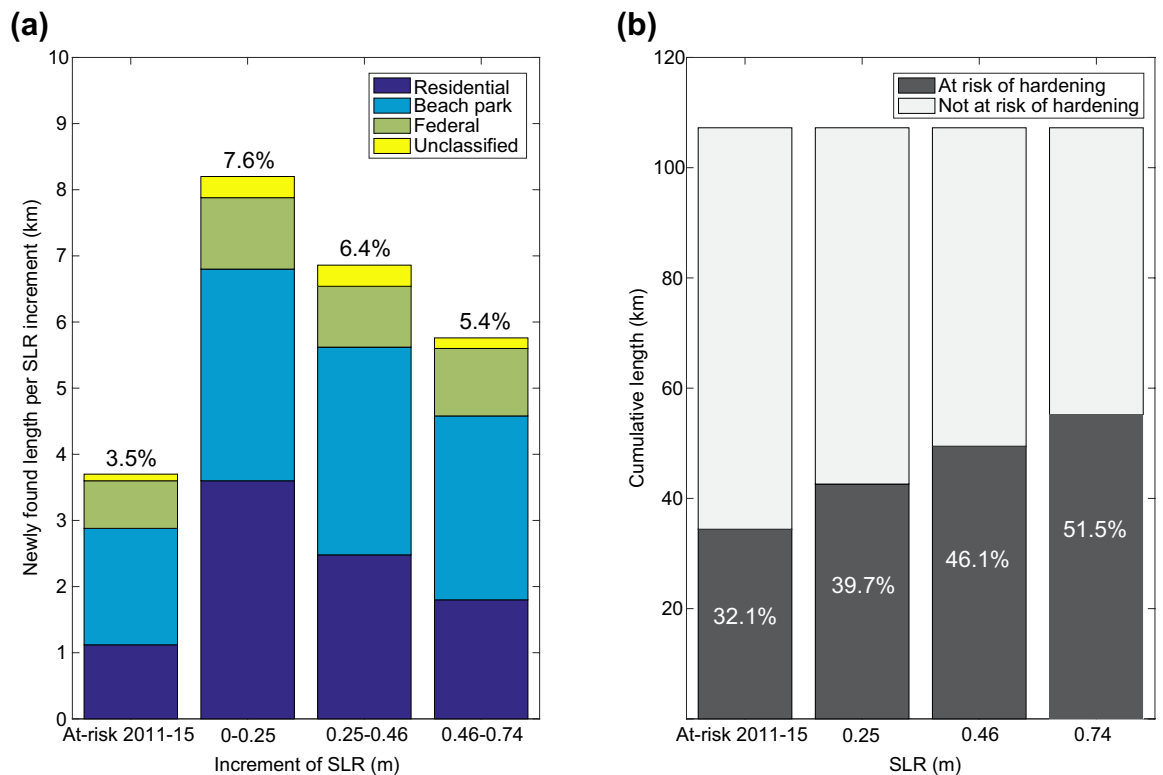 (a)
Newly found length per SLR increment (km)
10
9
8
7
6
5
4
3
2
1
0
Residential
Beach park
Federal
Unclassified
3.5%
7.6%
6.4%
5.4%
At-risk 2011-15
0-0.25
0.25-0.46
0.46-0.74
Increment of SLR (m)
(b)
Cumulative length (km)
120
100
80
60
40
20
At risk of hardening
Not at risk of hardening
32.1%
39.7%
46.1%
51.5%
At-risk 2011-15
0.25
0.46
0.74
SLR (m)